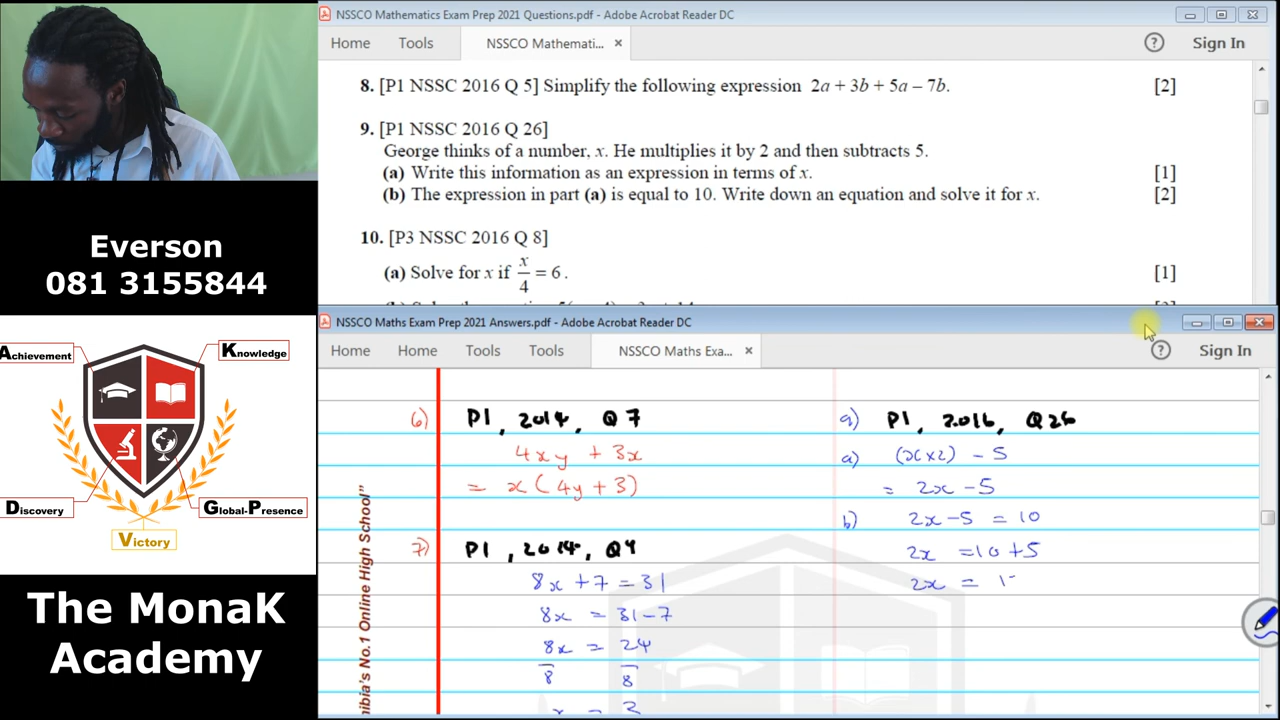 NSSCO Mathematics Exam Prep 2021 Questions.pdf - Adobe Acrobat Reader DC
Home Tools NSSCO Mathemati... × ? Sign In
8. [P1 NSSC 2016 Q 5] Simplify the following expression 2a + 3b + 5a – 7b. [2]
9. [P1 NSSC 2016 Q 26]
George thinks of a number, x. He multiplies it by 2 and then subtracts 5.
(a) Write this information as an expression in terms of x. [1]
(b) The expression in part (a) is equal to 10. Write down an equation and solve it for x. [2]
10. [P3 NSSC 2016 Q 8]
(a) Solve for x if x/4 = 6. [1]
Everson
081 3155844
Achievement
Knowledge
Discovery
Global-Presence
Victory
The MonaK
Academy
NSSCO Maths Exam Prep 2021 Answers.pdf - Adobe Acrobat Reader DC
Home Home Tools Tools NSSCO Maths Exa... × ? Sign In
6) P1, 2014, Q7
4xy + 3x
= x(4y+3)
7) P1, 2014, Q9
8x + 7 = 31
8x = 31 - 7
8x = 24
8 8
9) P1, 2016, Q26
a) (x×2) - 5
= 2x - 5
b) 2x - 5 = 10
2x = 10 + 5
2x = 1
ibia's No.1 Online High School"